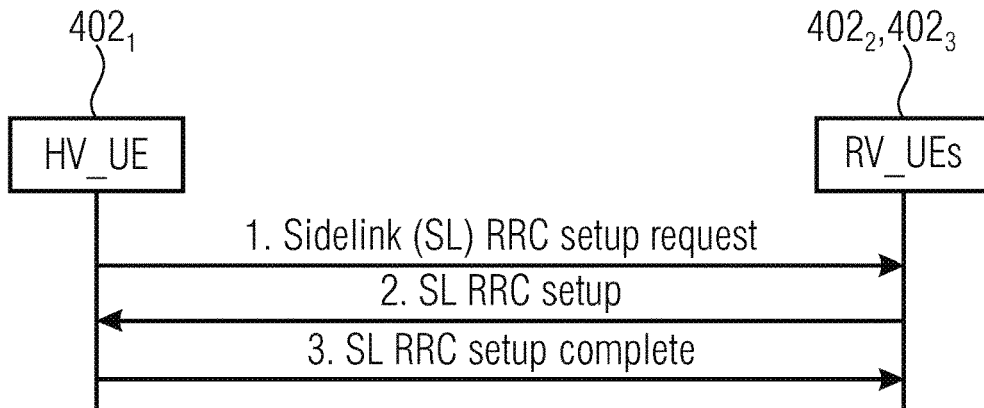 402₁
402₂,402₃
HV_UE
RV_UEs
1. Sidelink (SL) RRC setup request
2. SL RRC setup
3. SL RRC setup complete